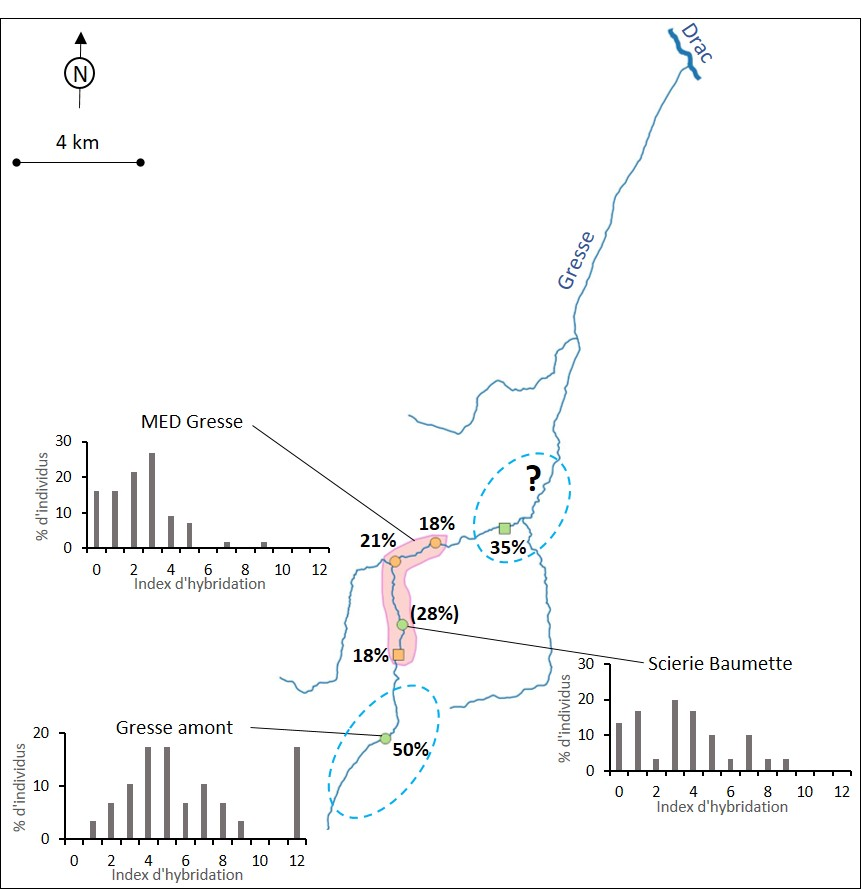 Drac
N
4 km
Gresse
MED Gresse
30
20
10
0
% d'individus
0 2 4 6 8 10 12
Index d'hybridation
?
18%
21%
35%
(28%)
18%
Scierie Baumette
30
20
10
0
% d'individus
0 2 4 6 8 10 12
Index d'hybridation
Gresse amont
50%
20
10
0
% d'individus
0 2 4 6 8 10 12
Index d'hybridation